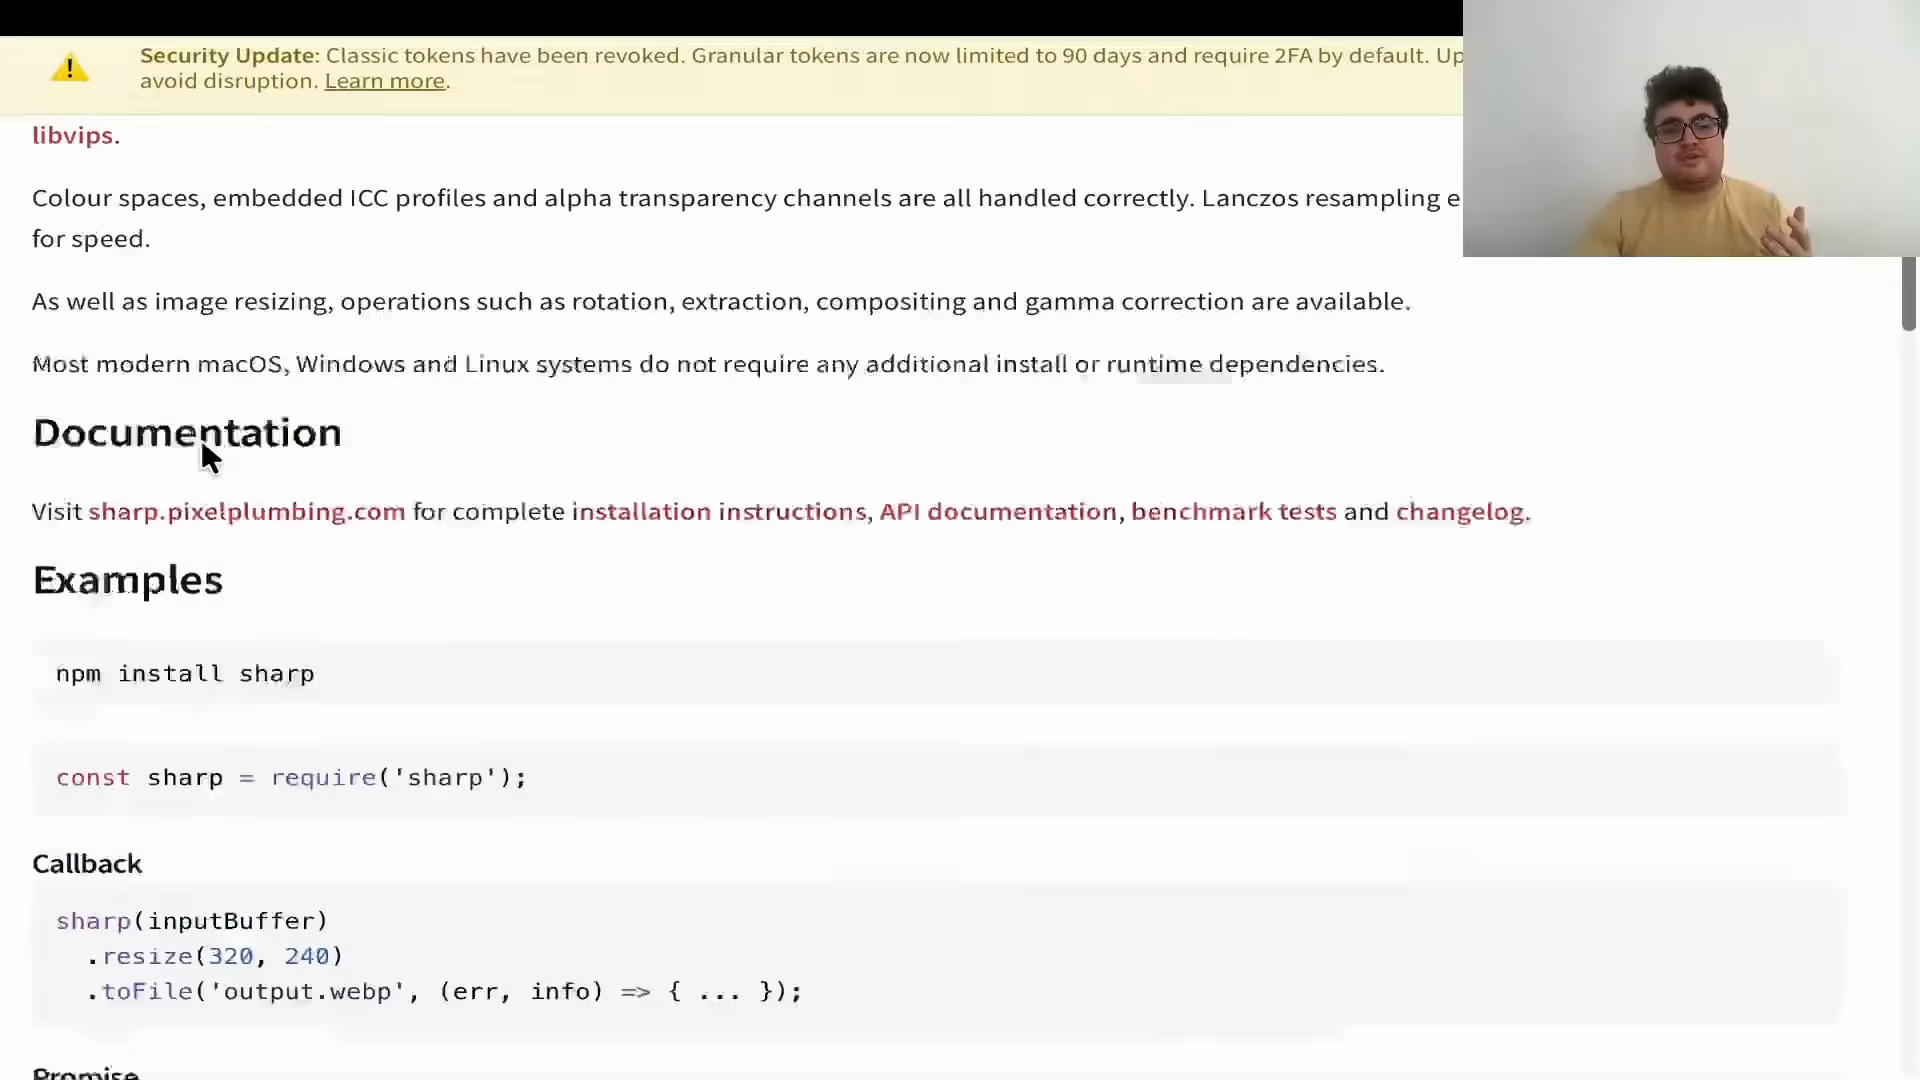 Security Update: Classic tokens have been revoked. Granular tokens are now limited to 90 days and require 2FA by default. Up
avoid disruption. Learn more.
libvips.
Colour spaces, embedded ICC profiles and alpha transparency channels are all handled correctly. Lanczos resampling e
for speed.
As well as image resizing, operations such as rotation, extraction, compositing and gamma correction are available.
Most modern macOS, Windows and Linux systems do not require any additional install or runtime dependencies.
Documentation
Visit sharp.pixelplumbing.com for complete installation instructions, API documentation, benchmark tests and changelog.
Examples
npm install sharp
const sharp = require('sharp');
Callback
sharp(inputBuffer)
  .resize(320, 240)
  .toFile('output.webp', (err, info) => { ... });
Promise